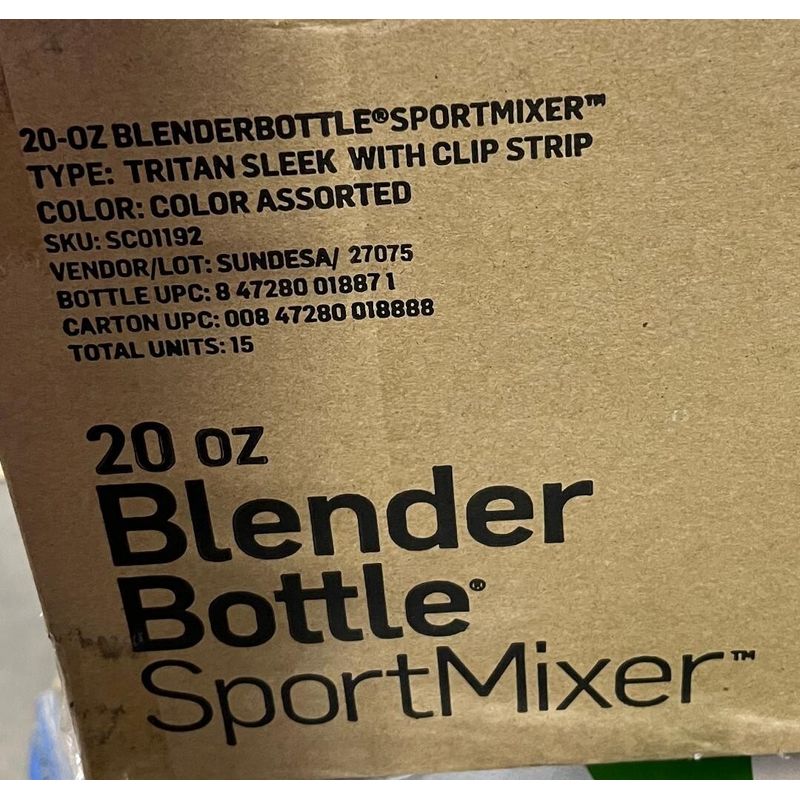 20-OZ BLENDERBOTTLE®SPORTMIXER™
TYPE: TRITAN SLEEK WITH CLIP STRIP
COLOR: COLOR ASSORTED
SKU: SC01192
VENDOR/LOT: SUNDESA/ 27075
BOTTLE UPC: 8 47280 01887 1
CARTON UPC: 008 47280 018888
TOTAL UNITS: 15
20 OZ
Blender
Bottle®
SportMixer™